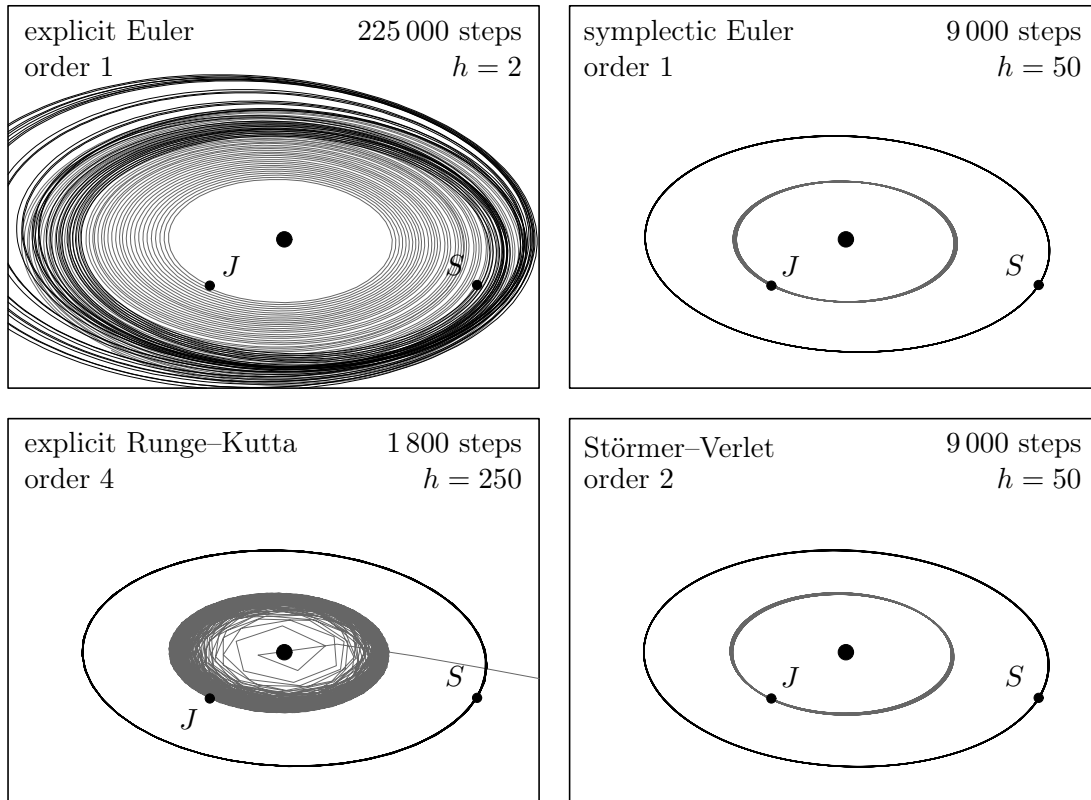 explicit Euler 225 000 steps
order 1 h = 2
J S
symplectic Euler 9 000 steps
order 1 h = 50
J S
explicit Runge–Kutta 1 800 steps
order 4 h = 250
S
J
Störmer–Verlet 9 000 steps
order 2 h = 50
J S